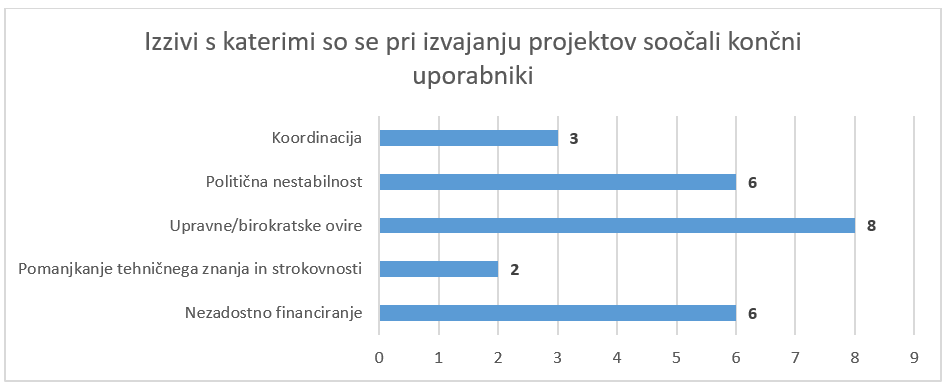 Izzivi s katerimi so se pri izvajanju projektov soočali končni
uporabniki
Koordinacija
3
Politična nestabilnost
6
Upravne/birokratske ovire
8
Pomanjkanje tehničnega znanja in strokovnosti
2
Nezadostno financiranje
6
0 1 2 3 4 5 6 7 8 9